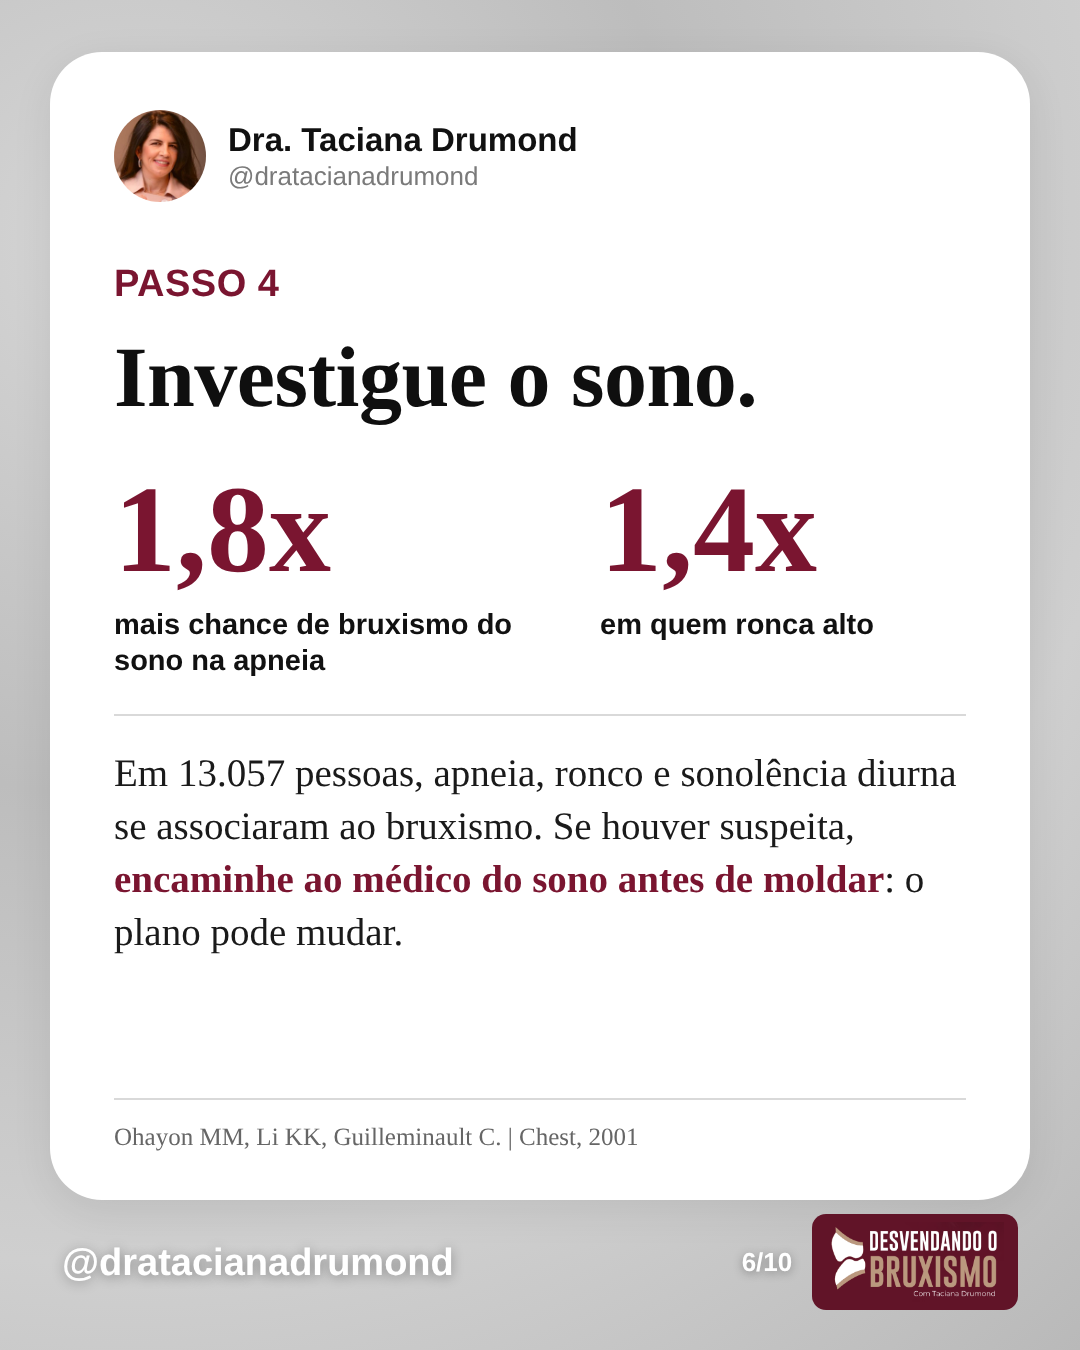 Dra. Taciana Drumond
@dratacianadrumond
PASSO 4
Investigue o sono.
1,8x
mais chance de bruxismo do
sono na apneia
1,4x
em quem ronca alto
Em 13.057 pessoas, apneia, ronco e sonolência diurna
se associaram ao bruxismo. Se houver suspeita,
encaminhe ao médico do sono antes de moldar: o
plano pode mudar.
Ohayon MM, Li KK, Guilleminault C. | Chest, 2001
@dratacianadrumond
6/10
DESVENDANDO O
BRUXISMO
Com Taciana Drumond